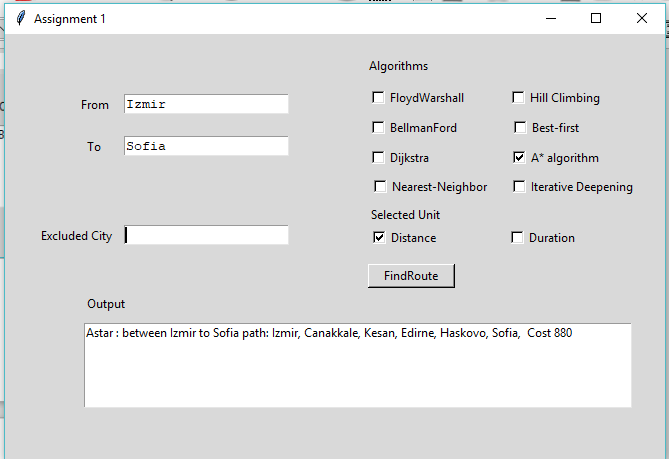 Assignment 1
Algorithms
From Izmir
FloydWarshall Hill Climbing
BellmanFord Best-first
To Sofia
Dijkstra A* algorithm
Nearest-Neighbor Iterative Deepening
Selected Unit
Excluded City
Distance Duration
FindRoute
Output
Astar : between Izmir to Sofia path: Izmir, Canakkale, Kesan, Edirne, Haskovo, Sofia,  Cost 880